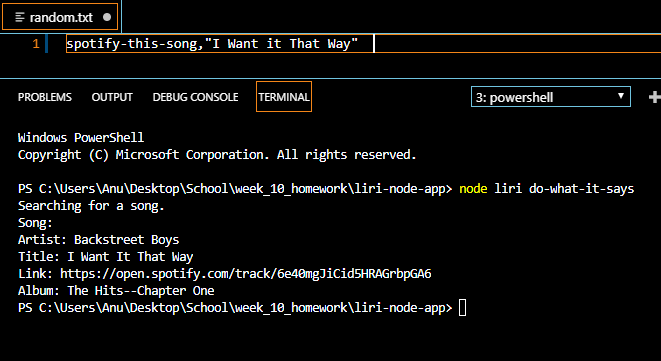 random.txt
1 spotify-this-song,"I Want it That Way"
PROBLEMS OUTPUT DEBUG CONSOLE TERMINAL 3: powershell
Windows PowerShell
Copyright (C) Microsoft Corporation. All rights reserved.
PS C:\Users\Anu\Desktop\School\week_10_homework\liri-node-app> node liri do-what-it-says
Searching for a song.
Song:
Artist: Backstreet Boys
Title: I Want It That Way
Link: https://open.spotify.com/track/6e40mgJiCid5HRAGrbpGA6
Album: The Hits--Chapter One
PS C:\Users\Anu\Desktop\School\week_10_homework\liri-node-app>